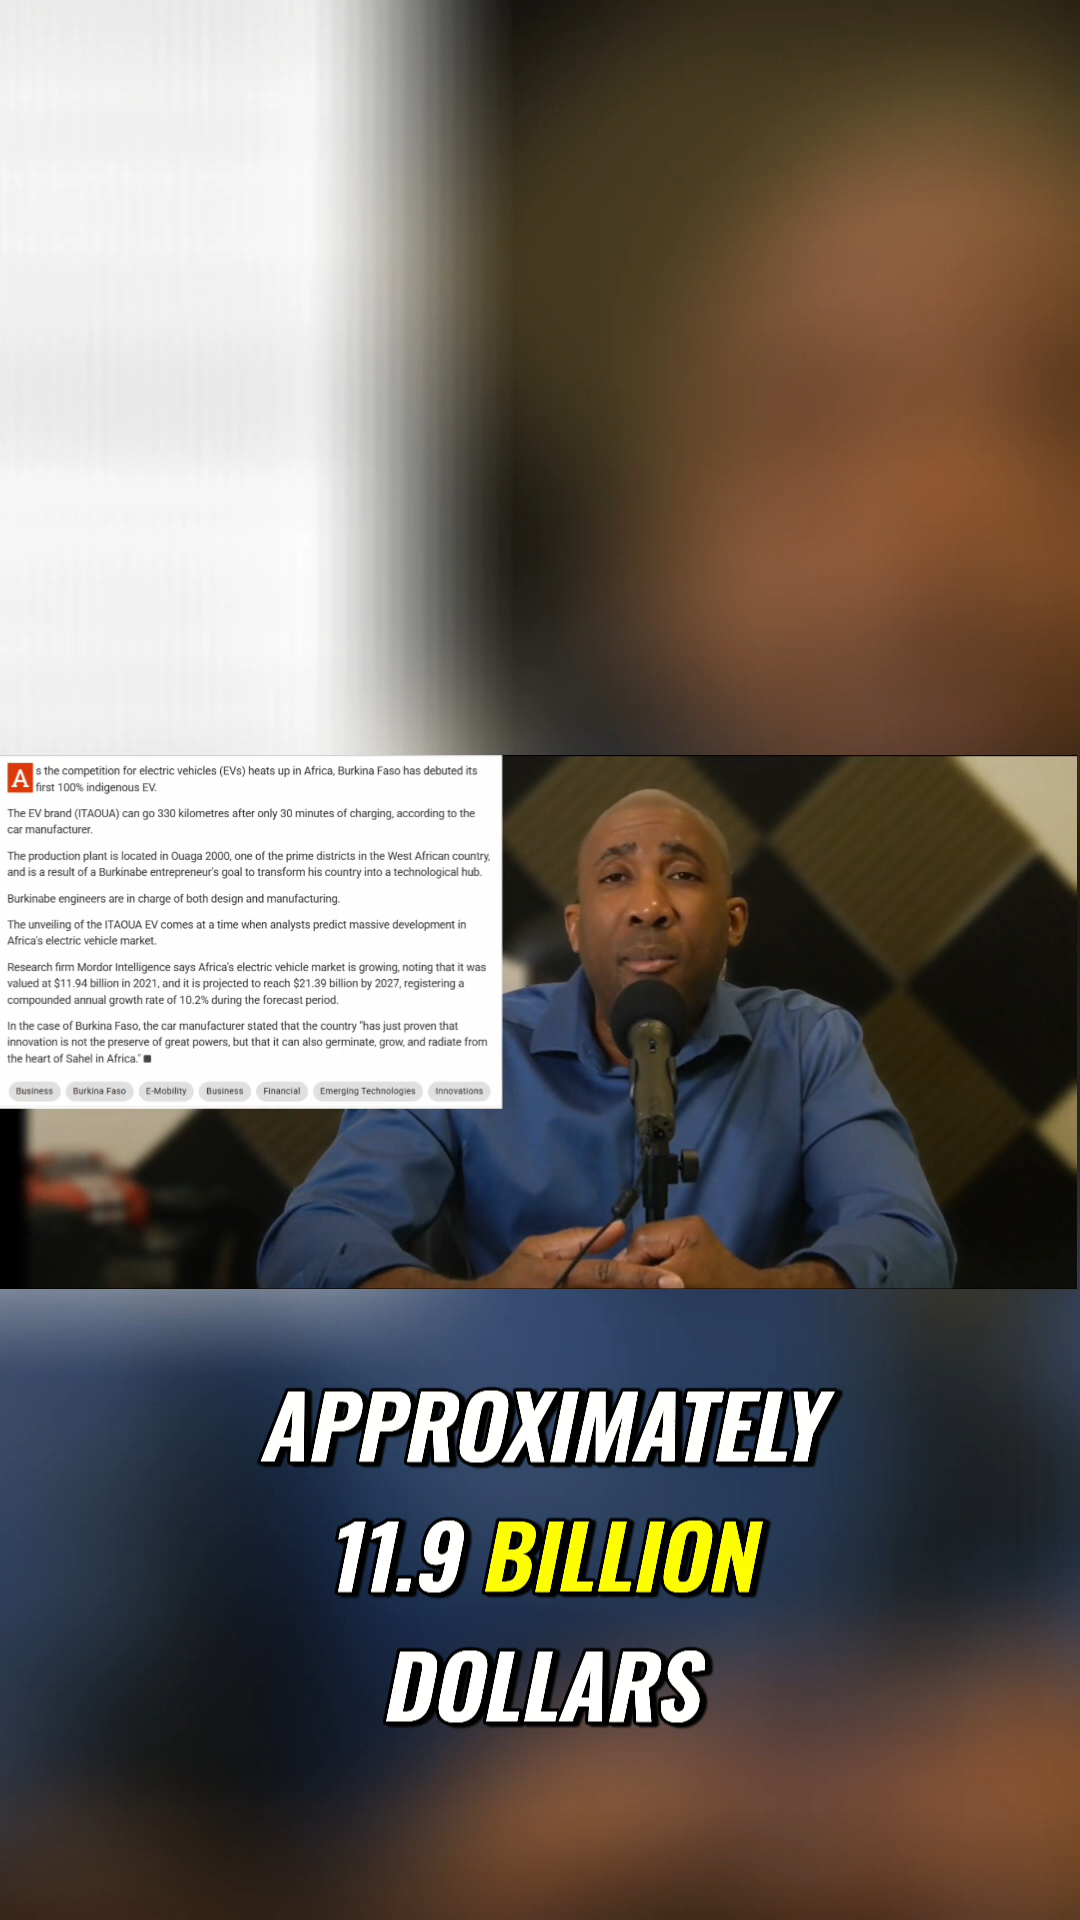 As the competition for electric vehicles (EVs) heats up in Africa, Burkina Faso has debuted its
first 100% indigenous EV.
The EV brand (ITAOUA) can go 330 kilometres after only 30 minutes of charging, according to the
car manufacturer.
The production plant is located in Ouaga 2000, one of the prime districts in the West African country,
and is a result of a Burkinabe entrepreneur's goal to transform his country into a technological hub.
Burkinabe engineers are in charge of both design and manufacturing.
The unveiling of the ITAOUA EV comes at a time when analysts predict massive development in
Africa's electric vehicle market.
Research firm Mordor Intelligence says Africa's electric vehicle market is growing, noting that it was
valued at $11.94 billion in 2021, and it is projected to reach $21.39 billion by 2027, registering a
compounded annual growth rate of 10.2% during the forecast period.
In the case of Burkina Faso, the car manufacturer stated that the country "has just proven that
innovation is not the preserve of great powers, but that it can also germinate, grow, and radiate from
the heart of Sahel in Africa."
Business Burkina Faso E-Mobility Business Financial Emerging Technologies Innovations
APPROXIMATELY
11.9 BILLION
DOLLARS